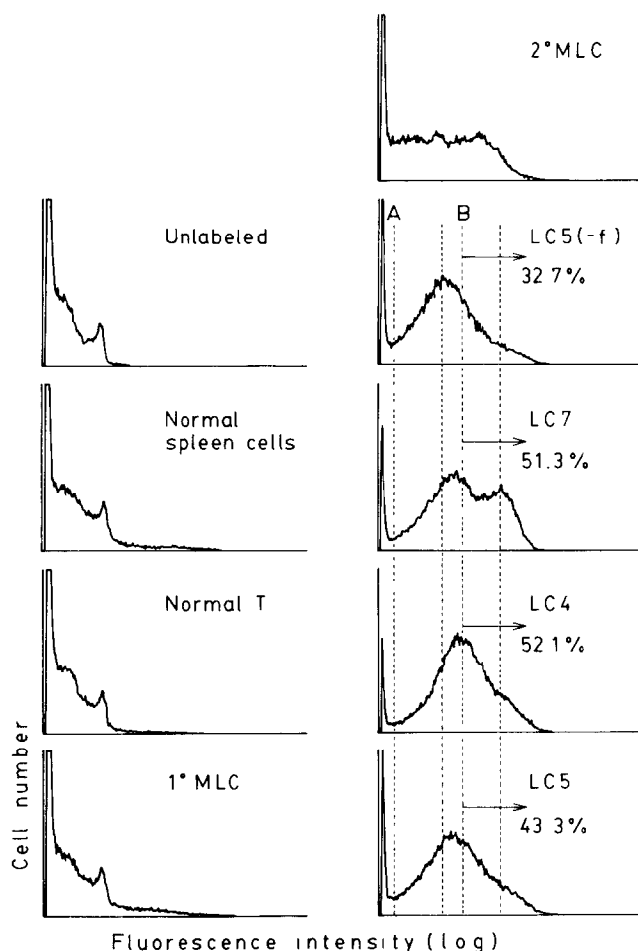 2° MLC
A B
LC5(-f)
32.7%
Unlabeled
Normal
spleen cells
LC7
51.3%
Normal T
LC4
52.1%
1° MLC
LC5
43.3%
Cell number
Fluorescence intensity (log)